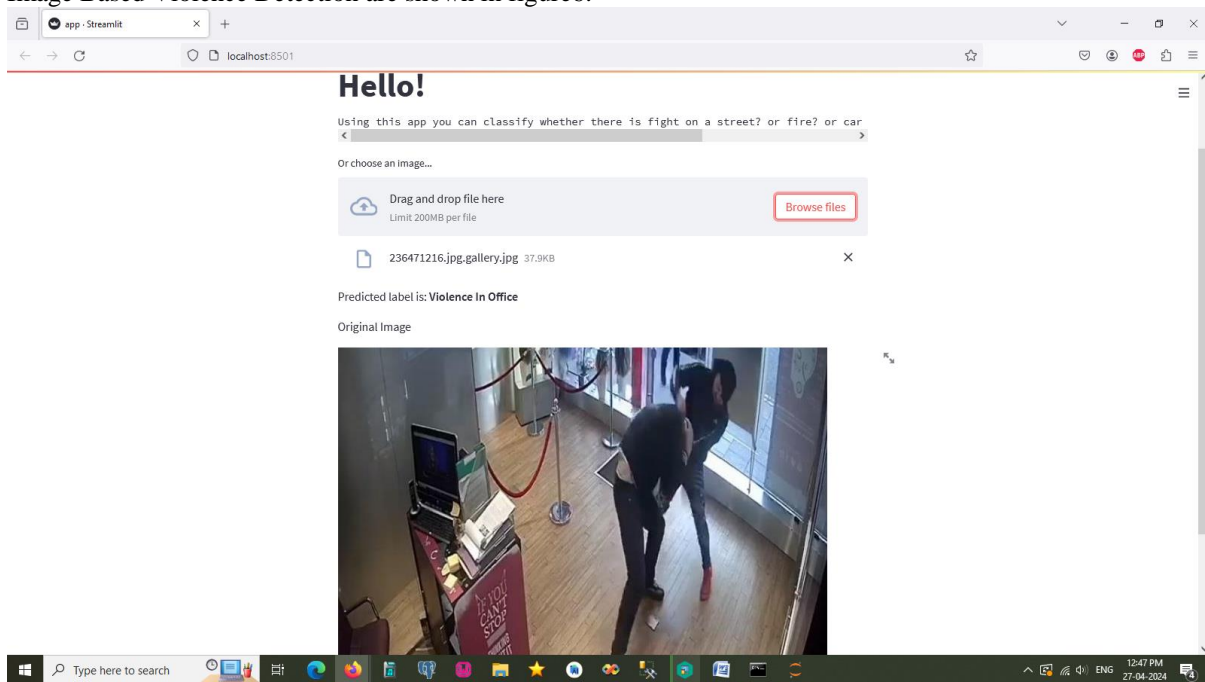 Image Based Violence Detection are shown in figures.
app · Streamlit
localhost:8501
ABP
Hello!
Using this app you can classify whether there is fight on a street? or fire? or car
Or choose an image...
Drag and drop file here
Limit 200MB per file
Browse files
236471216.jpg.gallery.jpg 37.9KB
Predicted label is: Violence In Office
Original Image
IF YOU
CAN'T
STOP
THINKING
Type here to search
ENG
12:47 PM
27-04-2024
4